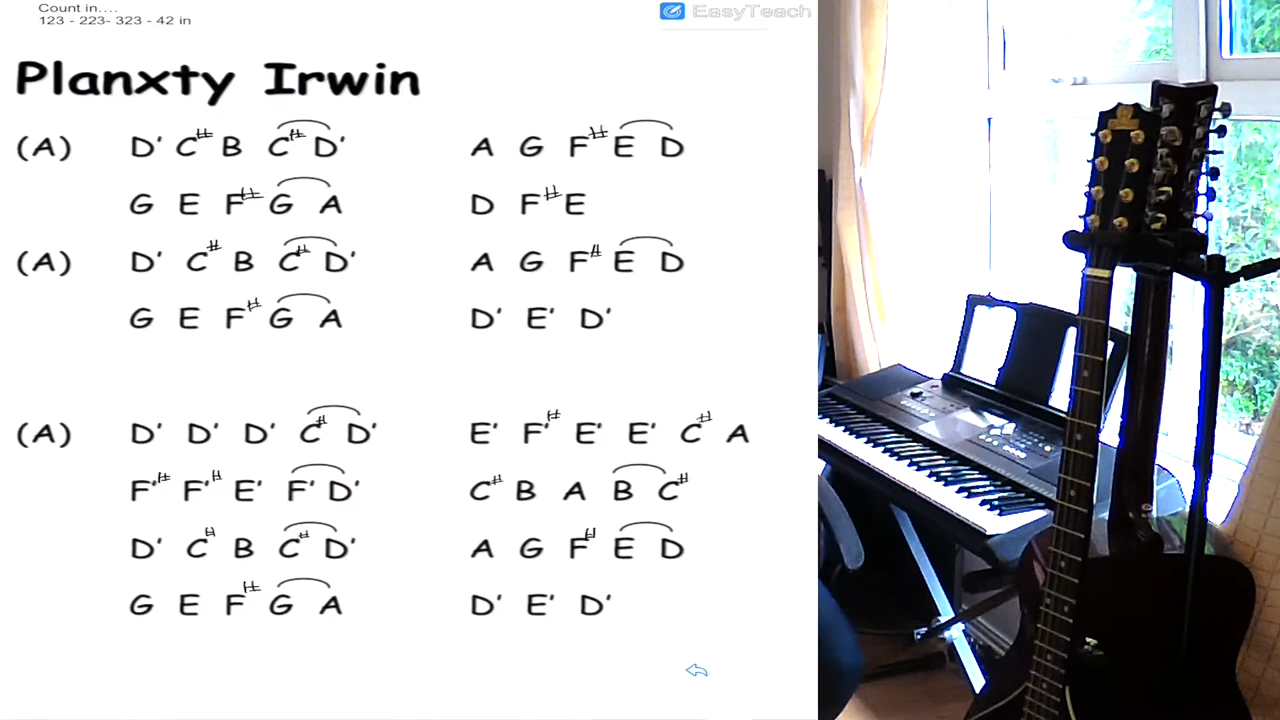 Count in....
123 - 223- 323 - 42 in
EasyTeach
Planxty Irwin
(A) D' C# B C# D' A G F# E D
G E F# G A D F# E
(A) D' C# B C# D' A G F# E D
G E F# G A D' E' D'
(A) D' D' D' C# D' E' F'# E' E' C# A
F'# F'# E' F' D' C# B A B C#
D' C# B C# D' A G F# E D
G E F# G A D' E' D'